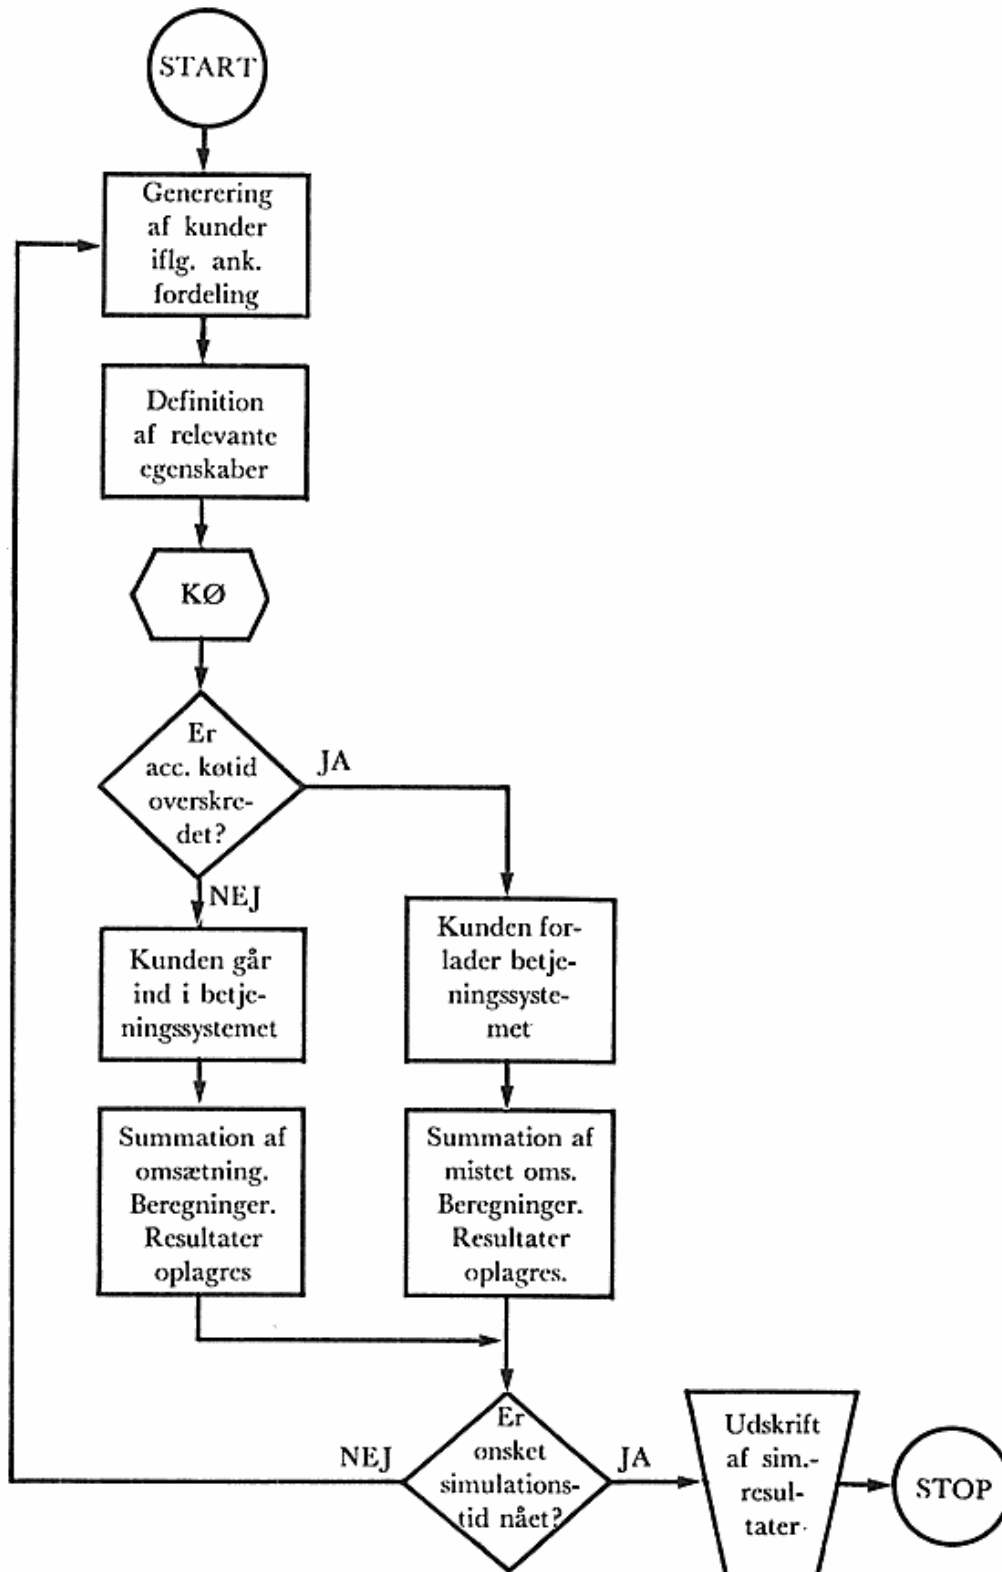 START
Generering
af kunder
iflg. ank.
fordeling
Definition
af relevante
egenskaber
KØ
Er
acc. køtid
overskre-
det?
JA
NEJ
Kunden går
ind i betje-
ningssystemet
Kunden for-
lader betje-
ningssyste-
met
Summation af
omsætning.
Beregninger.
Resultater
oplagres
Summation af
mistet oms.
Beregninger.
Resultater
oplagres.
Er
ønsket
simulations-
tid nået?
NEJ
JA
Udskrift
af sim.-
resul-
tater
STOP